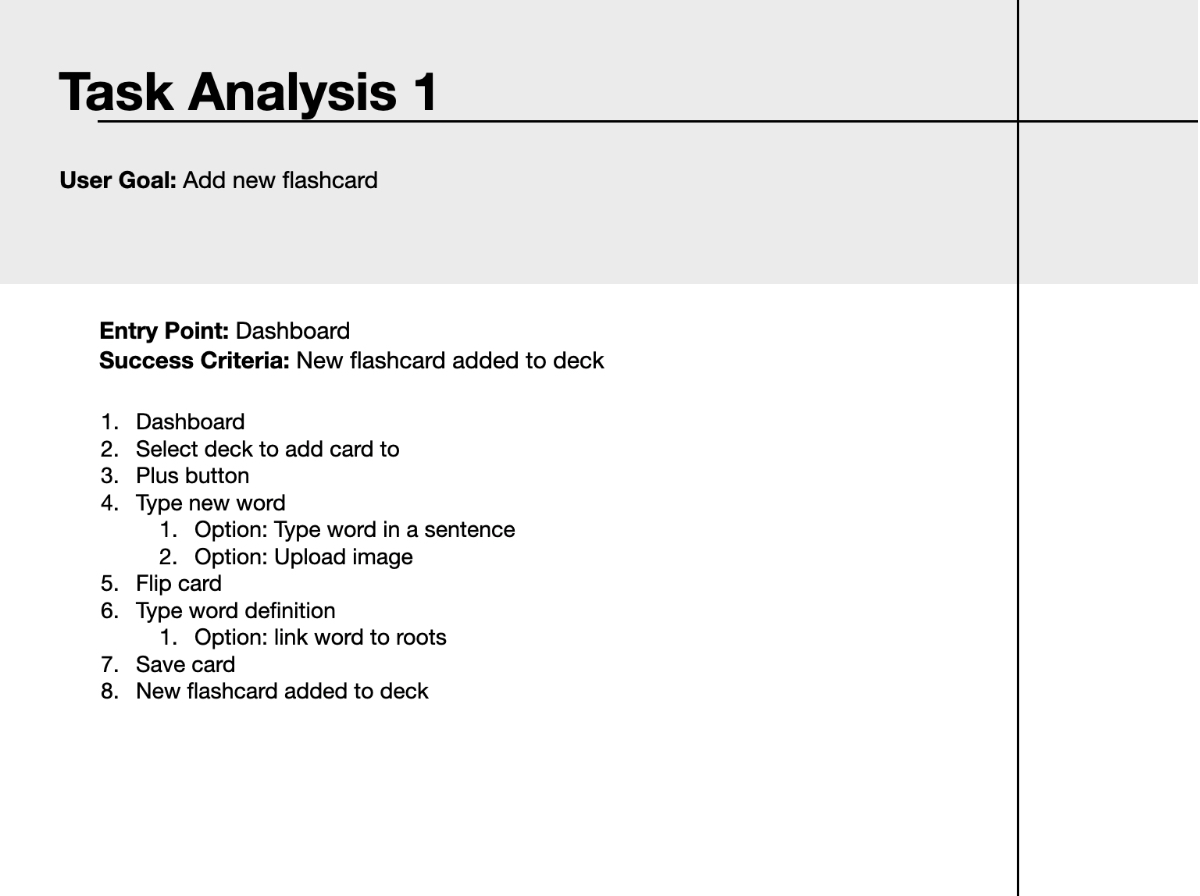 Task Analysis 1
User Goal: Add new flashcard
Entry Point: Dashboard
Success Criteria: New flashcard added to deck
1. Dashboard
2. Select deck to add card to
3. Plus button
4. Type new word
1. Option: Type word in a sentence
2. Option: Upload image
5. Flip card
6. Type word definition
1. Option: link word to roots
7. Save card
8. New flashcard added to deck